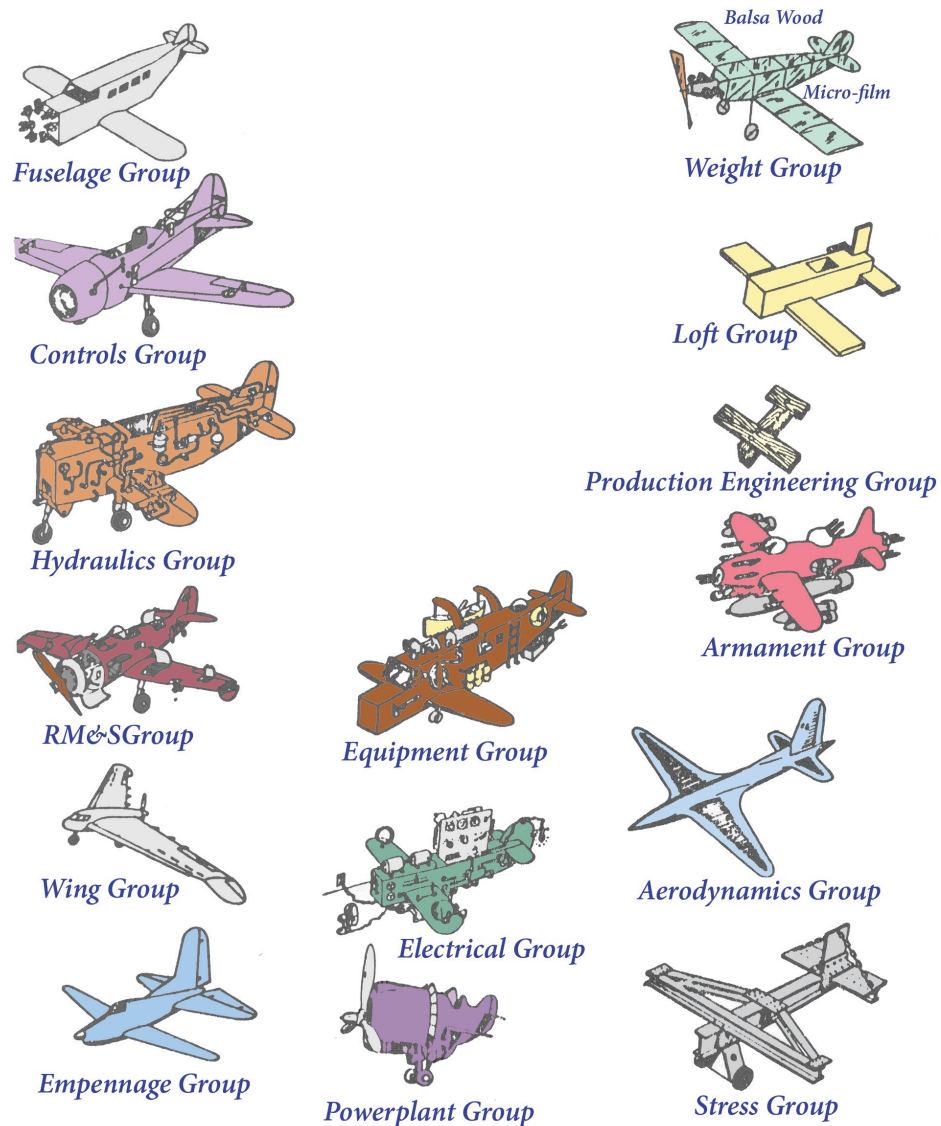 Fuselage Group
Controls Group
Hydraulics Group
RM&SGroup
Wing Group
Empennage Group
Equipment Group
Electrical Group
Powerplant Group
Balsa Wood
Micro-film
Weight Group
Loft Group
Production Engineering Group
Armament Group
Aerodynamics Group
Stress Group